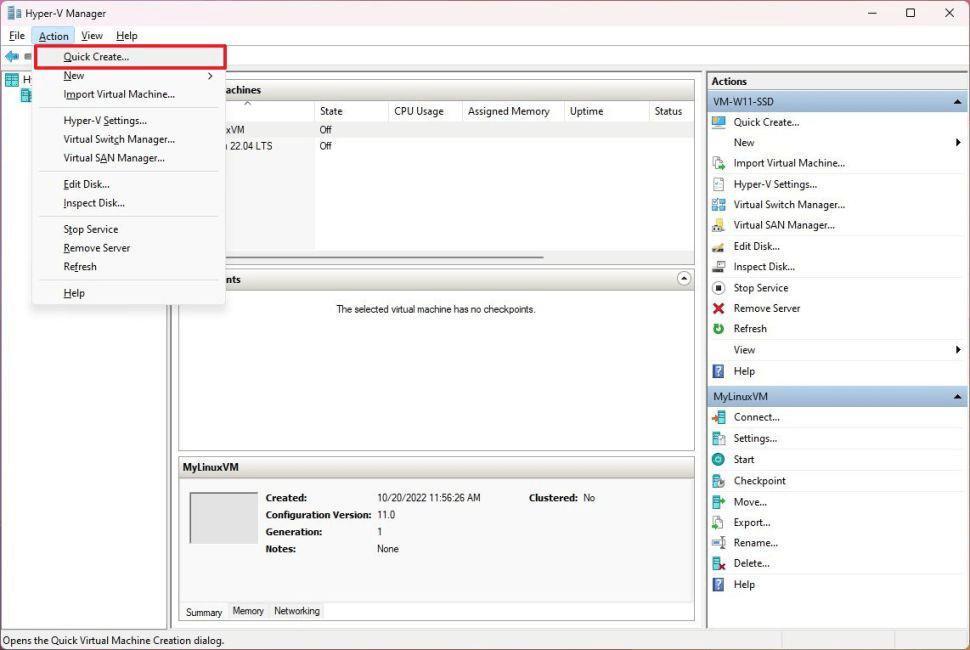 Hyper-V Manager
File Action View Help
Quick Create...
New
Import Virtual Machine...
Hyper-V Settings...
Virtual Switch Manager...
Virtual SAN Manager...
Edit Disk...
Inspect Disk...
Stop Service
Remove Server
Refresh
Help
Hy
achines
State CPU Usage Assigned Memory Uptime Status
xVM Off
22.04 LTS Off
nts
The selected virtual machine has no checkpoints.
MyLinuxVM
Created: 10/20/2022 11:56:26 AM Clustered: No
Configuration Version: 11.0
Generation: 1
Notes: None
Summary Memory Networking
Actions
VM-W11-SSD
Quick Create...
New
Import Virtual Machine...
Hyper-V Settings...
Virtual Switch Manager...
Virtual SAN Manager...
Edit Disk...
Inspect Disk...
Stop Service
Remove Server
Refresh
View
Help
MyLinuxVM
Connect...
Settings...
Start
Checkpoint
Move...
Export...
Rename...
Delete...
Help
Opens the Quick Virtual Machine Creation dialog.